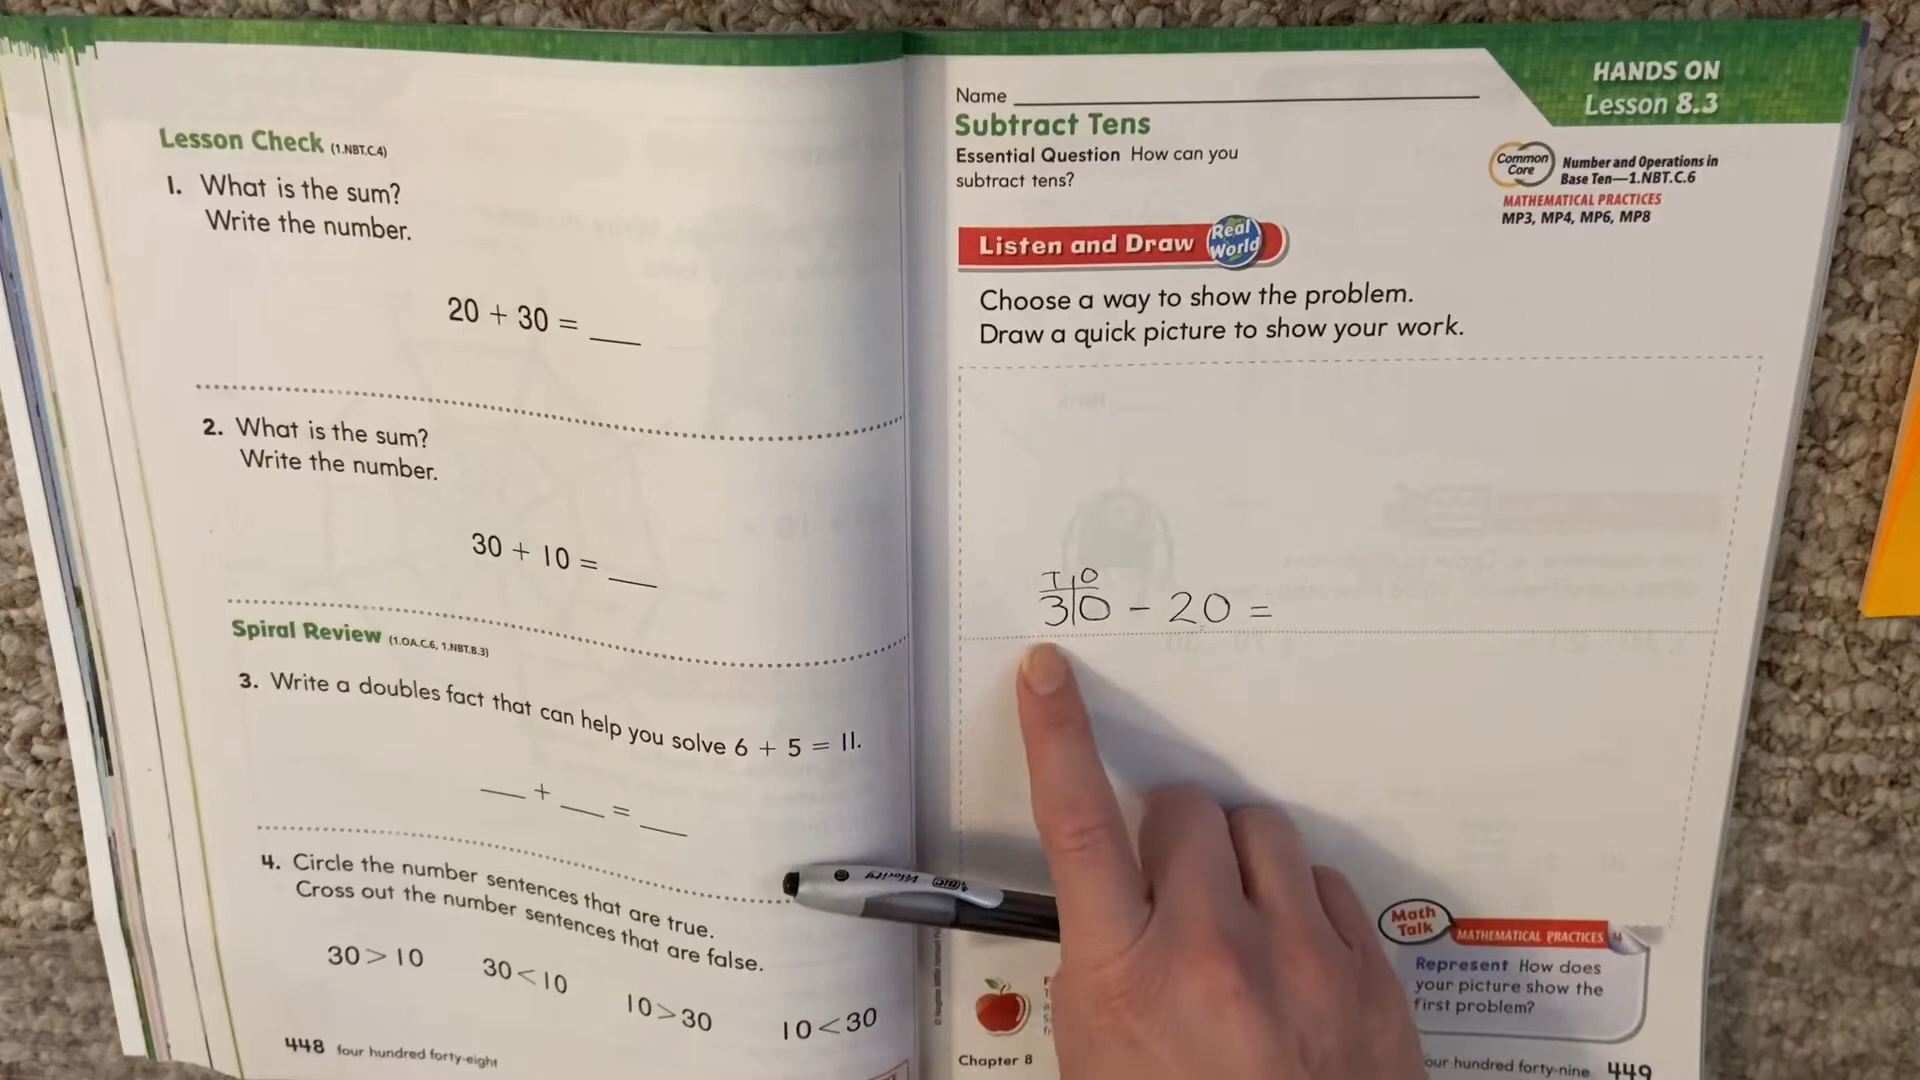 Lesson Check (1.NBT.C.4)
1. What is the sum?
Write the number.
20 + 30 = ___
2. What is the sum?
Write the number.
30 + 10 = ___
Spiral Review (1.OA.C.6, 1.NBT.B.3)
3. Write a doubles fact that can help you solve 6 + 5 = 11.
___ + ___ = ___
4. Circle the number sentences that are true.
Cross out the number sentences that are false.
30 > 10 30 < 10 10 > 30 10 < 30
448 four hundred forty-eight
HANDS ON
Lesson 8.3
Name
Subtract Tens
Essential Question How can you
subtract tens?
Common
Core
Number and Operations in
Base Ten—1.NBT.C.6
MATHEMATICAL PRACTICES
MP3, MP4, MP6, MP8
Listen and Draw Real
World
Choose a way to show the problem.
Draw a quick picture to show your work.
T O
30 - 20 =
BIC Velocity
Math
Talk
MATHEMATICAL PRACTICES 4
Represent How does
your picture show the
first problem?
Chapter 8
our hundred forty-nine 449